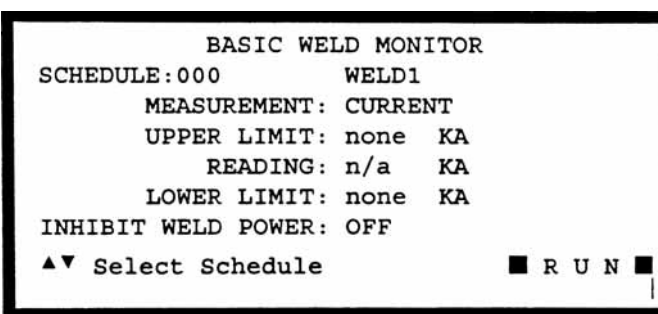 BASIC WELD MONITOR
SCHEDULE:000 WELD1
MEASUREMENT: CURRENT
UPPER LIMIT: none KA
READING: n/a KA
LOWER LIMIT: none KA
INHIBIT WELD POWER: OFF
▲▼ Select Schedule ■ R U N ■